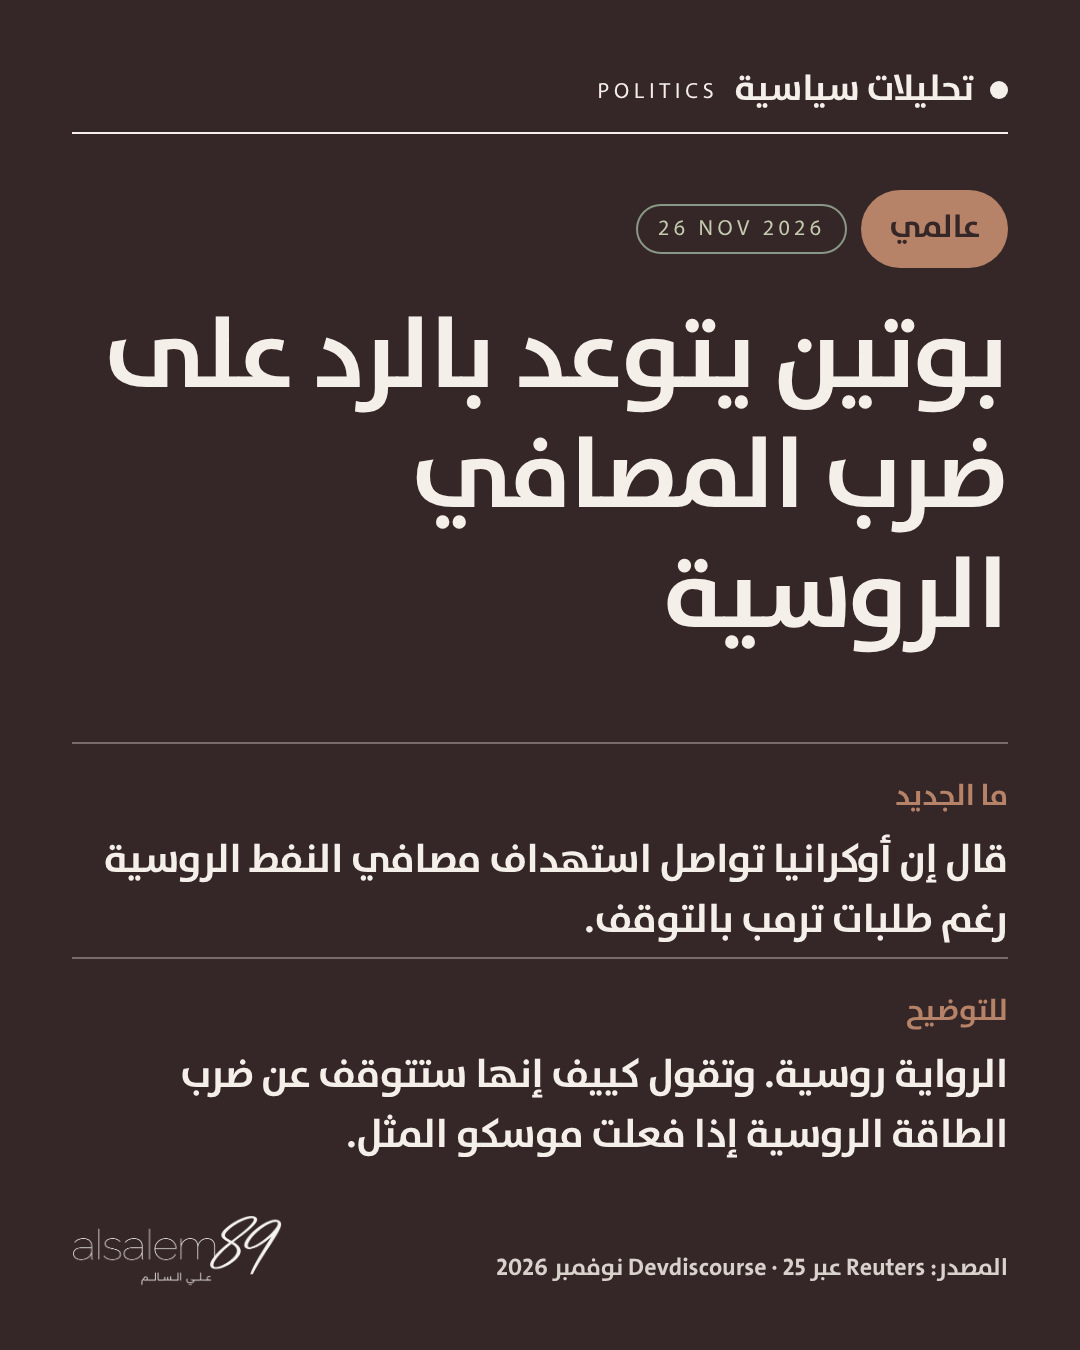 تحليلات سياسية POLITICS
عالمي 26 NOV 2026
بوتين يتوعد بالرد على
ضرب المصافي
الروسية
ما الجديد
قال إن أوكرانيا تواصل استهداف مصافي النفط الروسية
رغم طلبات ترمب بالتوقف.
للتوضيح
الرواية روسية. وتقول كييف إنها ستتوقف عن ضرب
الطاقة الروسية إذا فعلت موسكو المثل.
المصدر: Reuters عبر Devdiscourse · 25 نوفمبر 2026
alsalem89
علي السالم